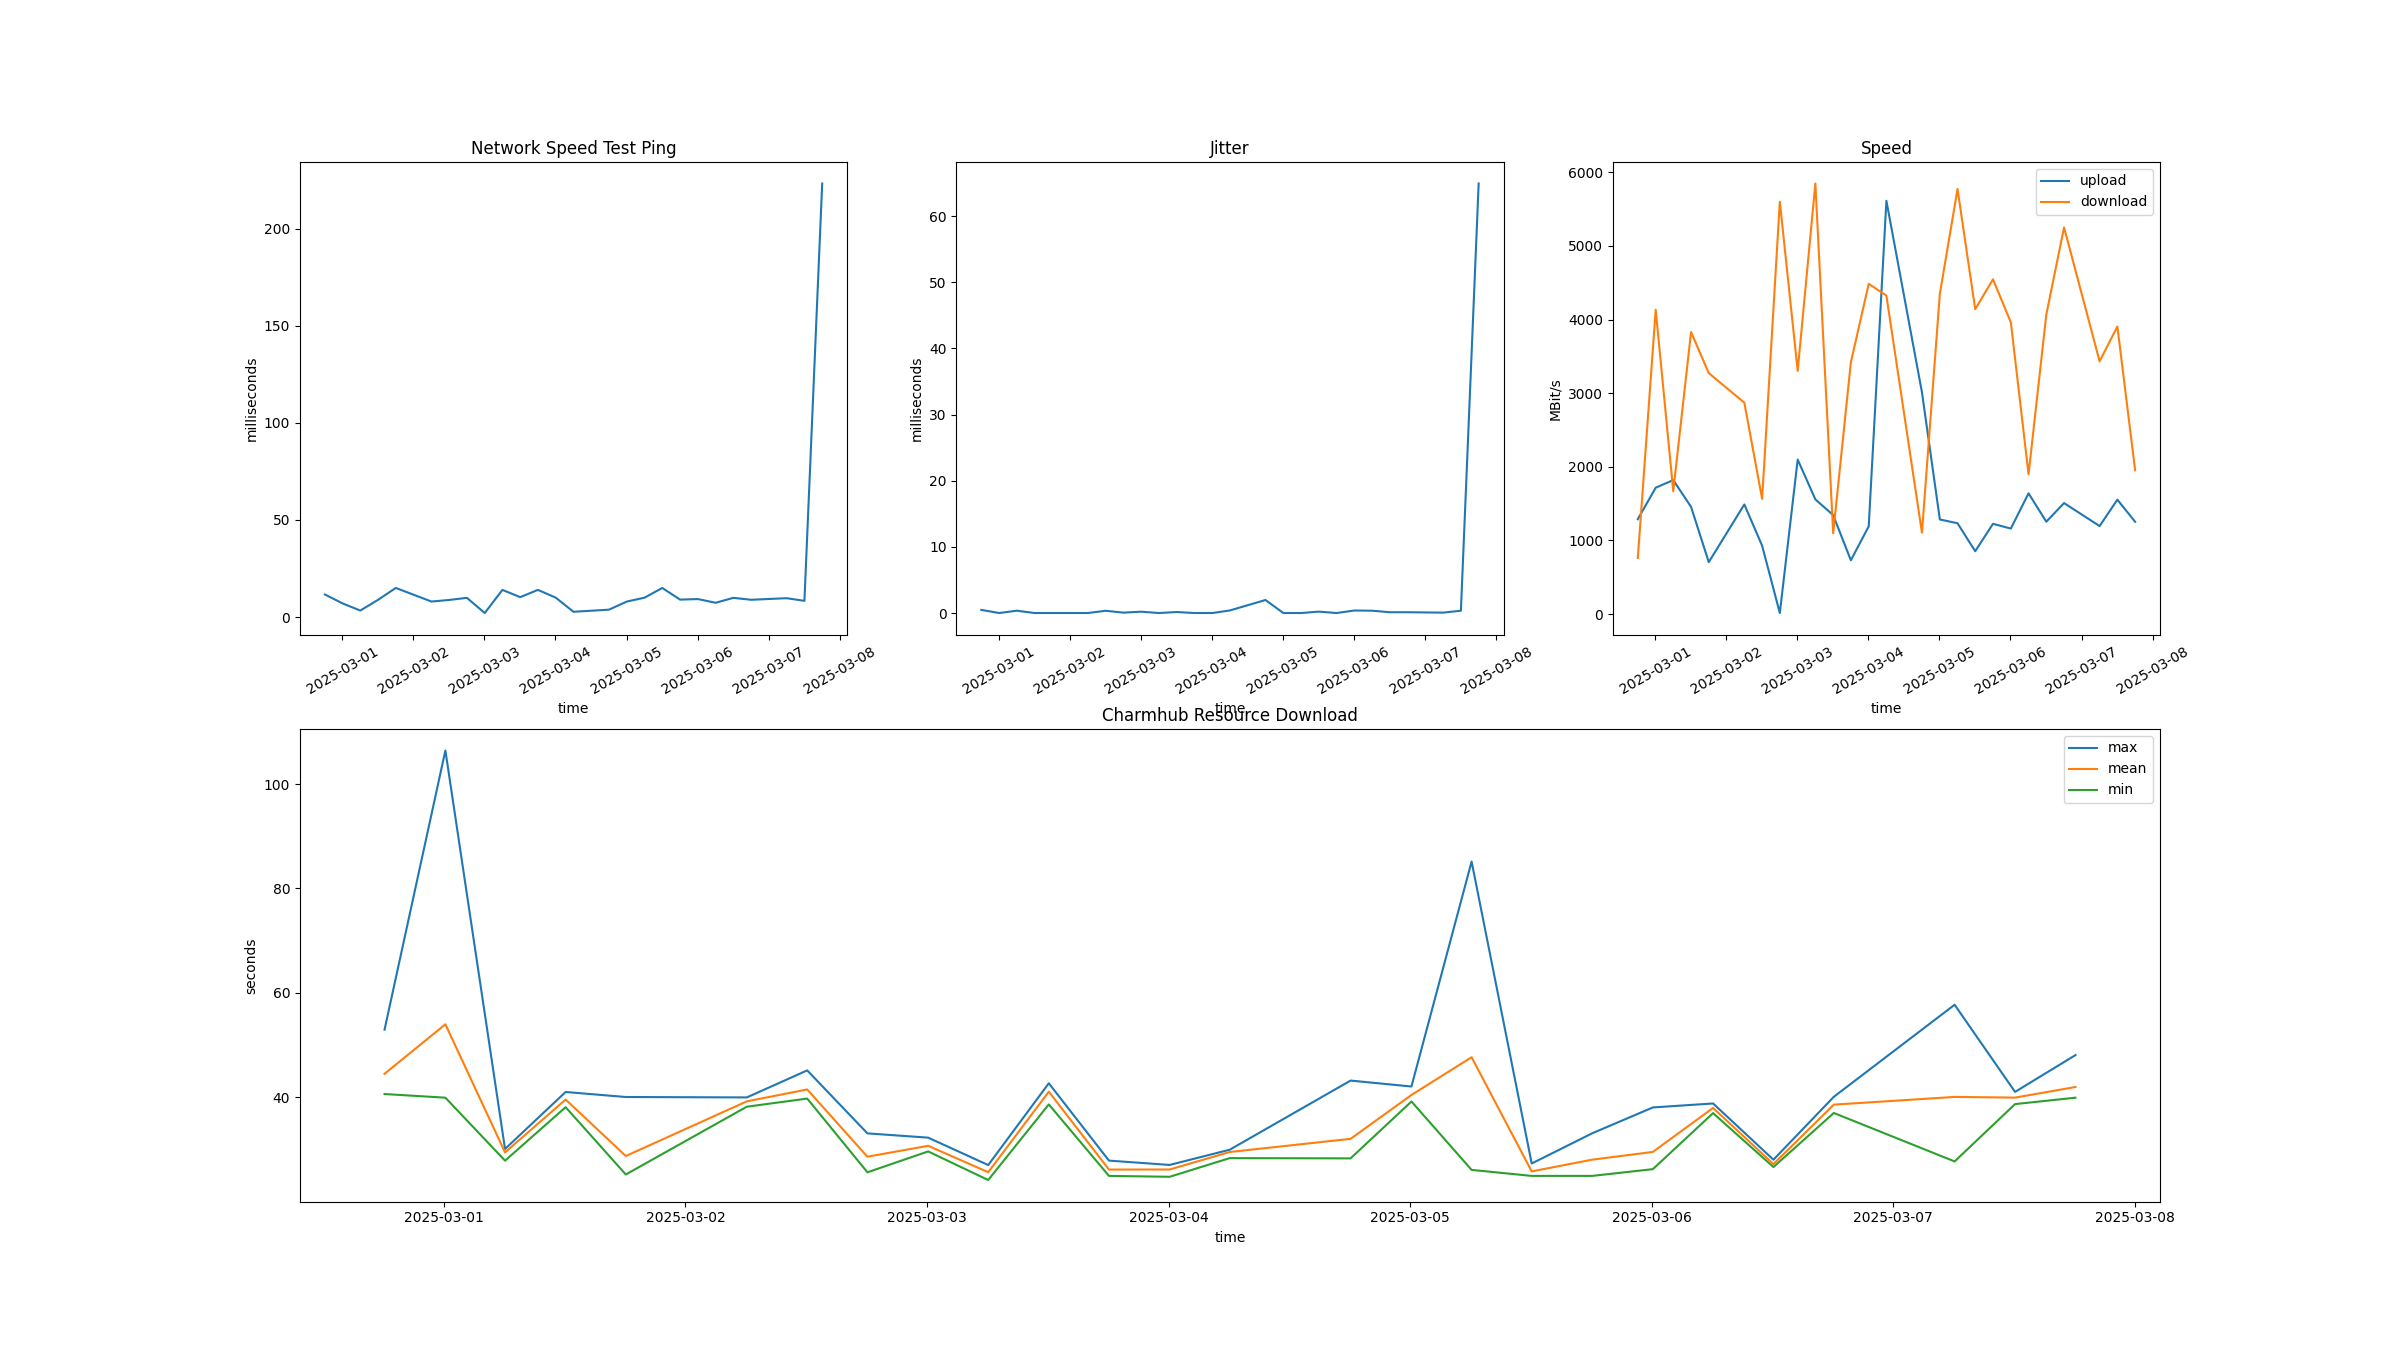 Network Speed Test Ping
200
150
100
50
0
milliseconds
2025-03-01 2025-03-02 2025-03-03 2025-03-04 2025-03-05 2025-03-06 2025-03-07 2025-03-08
time
Jitter
60
50
40
30
20
10
0
milliseconds
2025-03-01 2025-03-02 2025-03-03 2025-03-04 2025-03-05 2025-03-06 2025-03-07 2025-03-08
time
Speed
upload
download
6000
5000
4000
3000
2000
1000
0
MBit/s
2025-03-01 2025-03-02 2025-03-03 2025-03-04 2025-03-05 2025-03-06 2025-03-07 2025-03-08
time
Charmhub Resource Download
max
mean
min
100
80
60
40
seconds
2025-03-01 2025-03-02 2025-03-03 2025-03-04 2025-03-05 2025-03-06 2025-03-07 2025-03-08
time